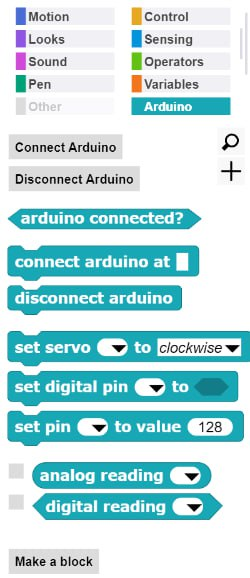 Motion Control
Looks Sensing
Sound Operators
Pen Variables
Other Arduino
Connect Arduino
Disconnect Arduino
arduino connected?
connect arduino at
disconnect arduino
set servo to clockwise
set digital pin to
set pin to value 128
analog reading
digital reading
Make a block